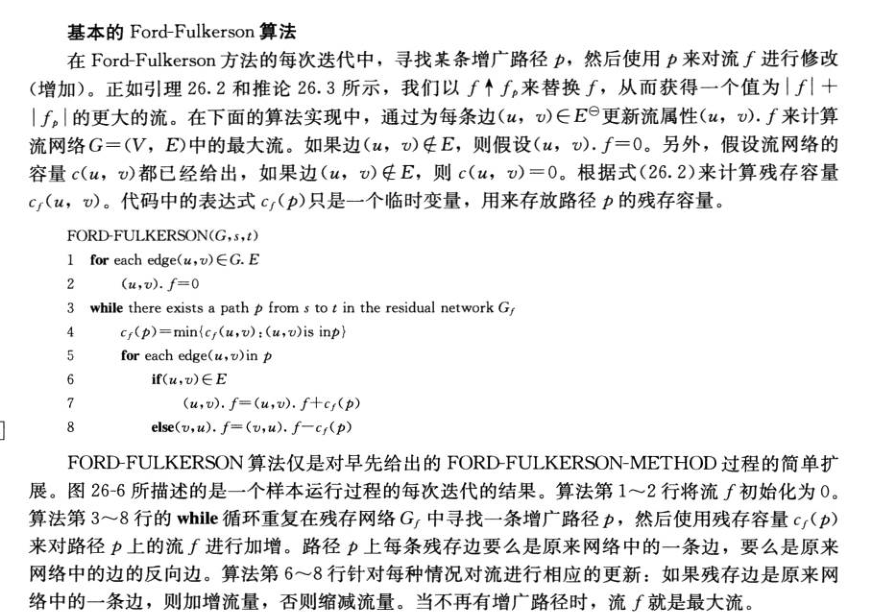 基本的 Ford-Fulkerson 算法
在 Ford-Fulkerson 方法的每次迭代中，寻找某条增广路径 p，然后使用 p 来对流 f 进行修改
(增加)。正如引理 26.2 和推论 26.3 所示，我们以 f↑fₚ来替换 f，从而获得一个值为|f|+
|fₚ|的更大的流。在下面的算法实现中，通过为每条边(u，v)∈E⊖更新流属性(u，v).f 来计算
流网络 G=(V，E)中的最大流。如果边(u，v)∉E，则假设(u，v).f=0。另外，假设流网络的
容量 c(u，v)都已经给出，如果边(u，v)∉E，则 c(u，v)=0。根据式(26.2)来计算残存容量
c_f(u，v)。代码中的表达式 c_f(p)只是一个临时变量，用来存放路径 p 的残存容量。
FORD-FULKERSON(G,s,t)
1 for each edge(u,v)∈G.E
2 (u,v).f=0
3 while there exists a path p from s to t in the residual network G_f
4 c_f(p)=min{c_f(u,v):(u,v)is inp}
5 for each edge(u,v)in p
6 if(u,v)∈E
7 (u,v).f=(u,v).f+c_f(p)
8 else(v,u).f=(v,u).f−c_f(p)
FORD-FULKERSON 算法仅是对早先给出的 FORD-FULKERSON-METHOD 过程的简单扩
展。图 26-6 所描述的是一个样本运行过程的每次迭代的结果。算法第 1～2 行将流 f 初始化为 0。
算法第 3～8 行的 while 循环重复在残存网络 G_f 中寻找一条增广路径 p，然后使用残存容量 c_f(p)
来对路径 p 上的流 f 进行加增。路径 p 上每条残存边要么是原来网络中的一条边，要么是原来
网络中的边的反向边。算法第 6～8 行针对每种情况对流进行相应的更新：如果残存边是原来网
络中的一条边，则加增流量，否则缩减流量。当不再有增广路径时，流 f 就是最大流。